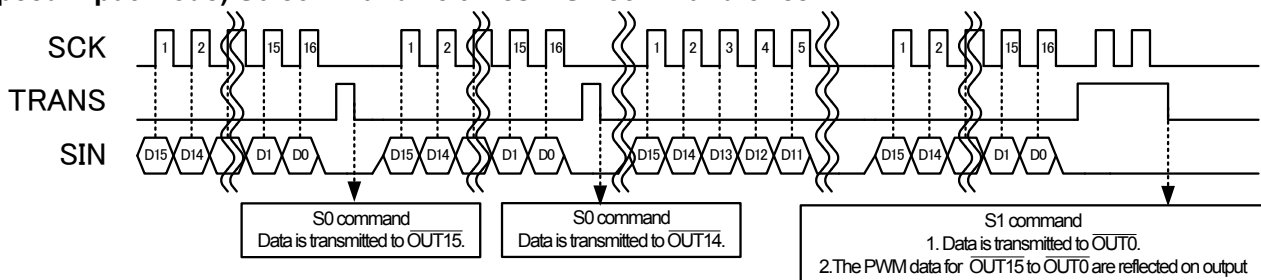 SCK 1 2 15 16 1 2 15 16 1 2 3 4 5 1 2 15 16
TRANS
SIN D15 D14 D1 D0 D15 D14 D1 D0 D15 D14 D13 D12 D11 D15 D14 D1 D0
S0 command
Data is transmitted to OUT15.
S0 command
Data is transmitted to OUT14.
S1 command
1. Data is transmitted to OUT0.
2.The PWM data for OUT15 to OUT0 are reflected on output